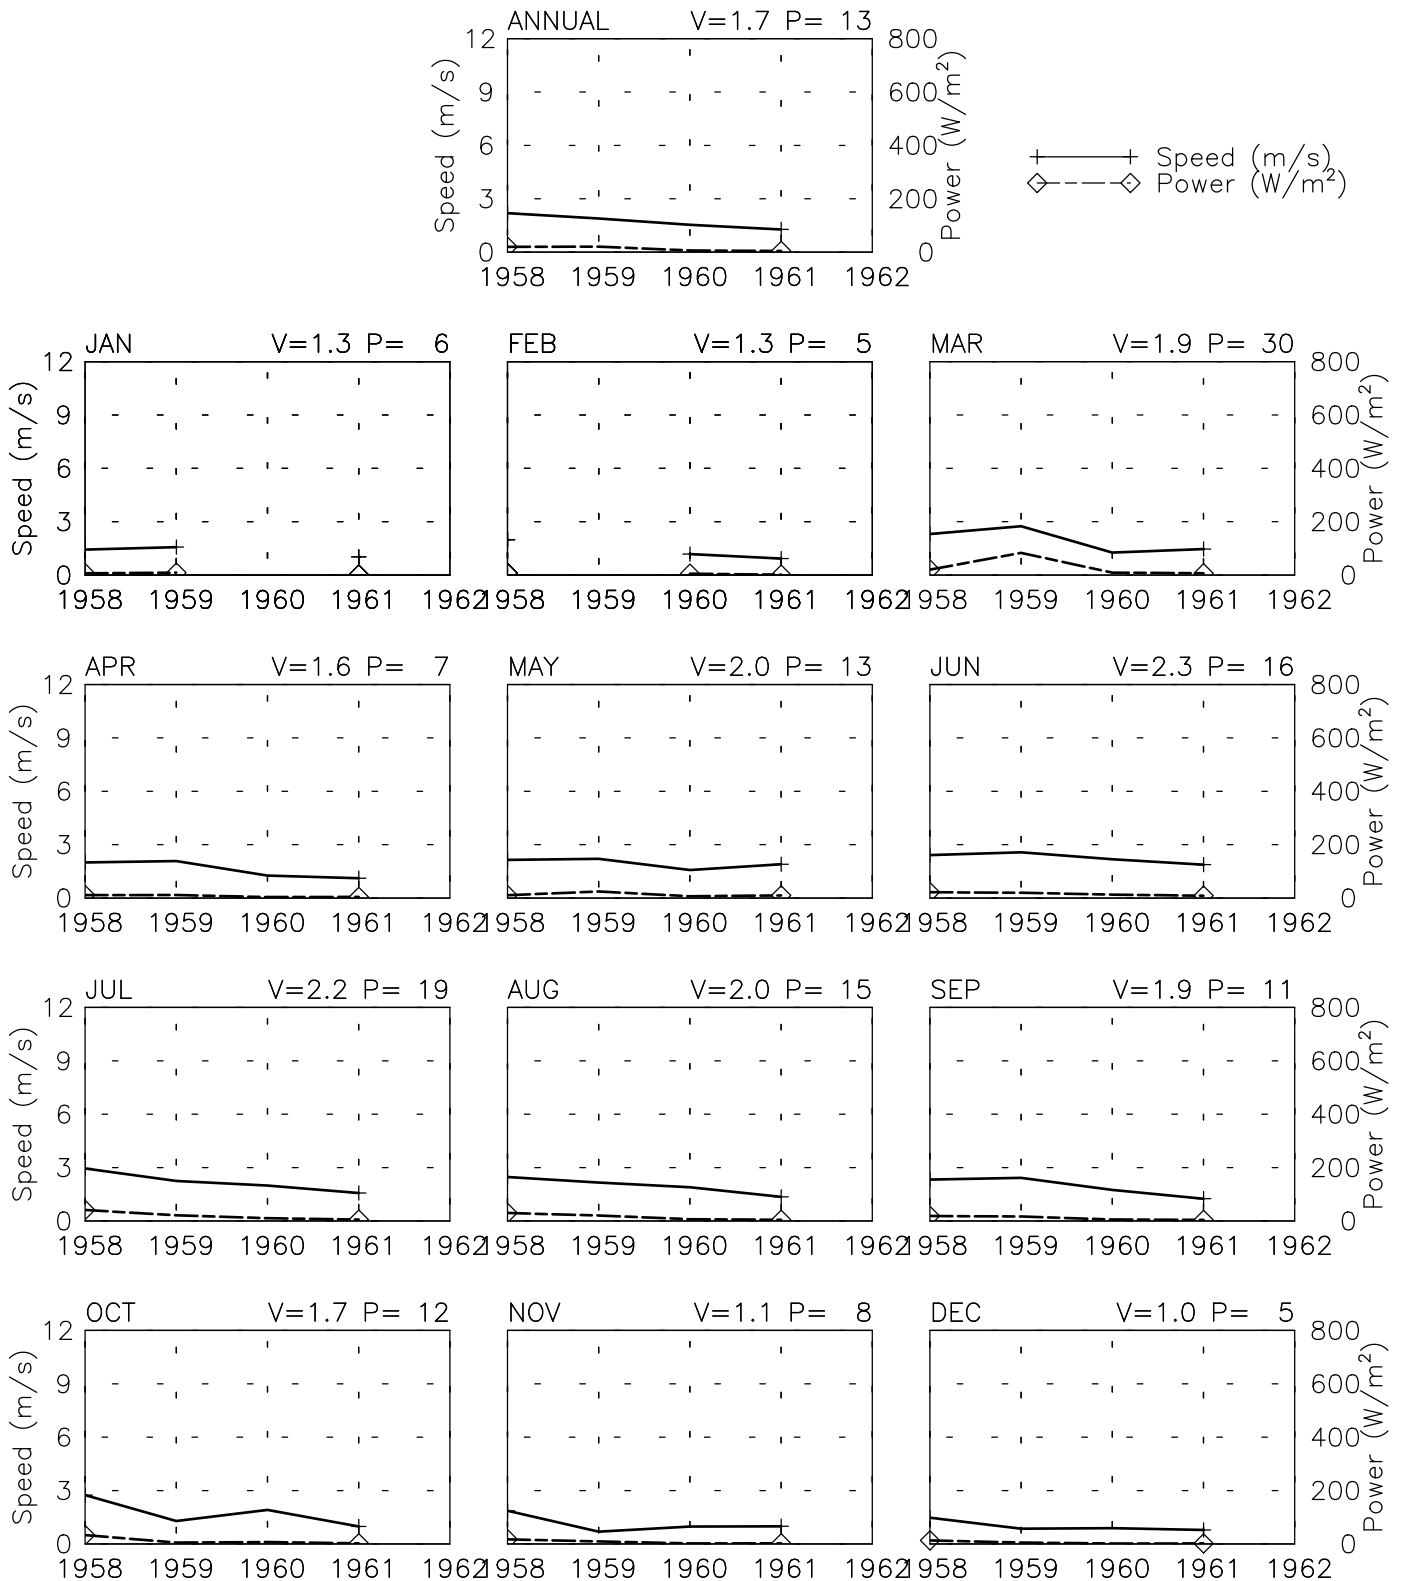 ANNUAL V=1.7 P= 13
12 800
9 600
6 400
3 200
0 0
Speed (m/s)
Power (W/m²)
1958 1959 1960 1961 1962
Speed (m/s)
Power (W/m²)
JAN V=1.3 P= 6 FEB V=1.3 P= 5 MAR V=1.9 P= 30
12 800
9 600
6 400
3 200
0 0
Speed (m/s)
Power (W/m²)
1958 1959 1960 1961 1962 1958 1959 1960 1961 1962 1958 1959 1960 1961 1962
APR V=1.6 P= 7 MAY V=2.0 P= 13 JUN V=2.3 P= 16
12 800
9 600
6 400
3 200
0 0
Speed (m/s)
Power (W/m²)
1958 1959 1960 1961 1962 1958 1959 1960 1961 1962 1958 1959 1960 1961 1962
JUL V=2.2 P= 19 AUG V=2.0 P= 15 SEP V=1.9 P= 11
12 800
9 600
6 400
3 200
0 0
Speed (m/s)
Power (W/m²)
1958 1959 1960 1961 1962 1958 1959 1960 1961 1962 1958 1959 1960 1961 1962
OCT V=1.7 P= 12 NOV V=1.1 P= 8 DEC V=1.0 P= 5
12 800
9 600
6 400
3 200
0 0
Speed (m/s)
Power (W/m²)
1958 1959 1960 1961 1962 1958 1959 1960 1961 1962 1958 1959 1960 1961 1962